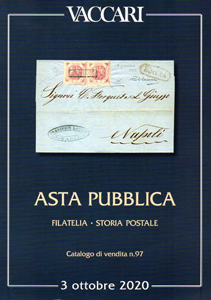 VACCARI
Napoli
ASTA PUBBLICA
FILATELIA • STORIA POSTALE
Catalogo di vendita n.97
3 ottobre 2020